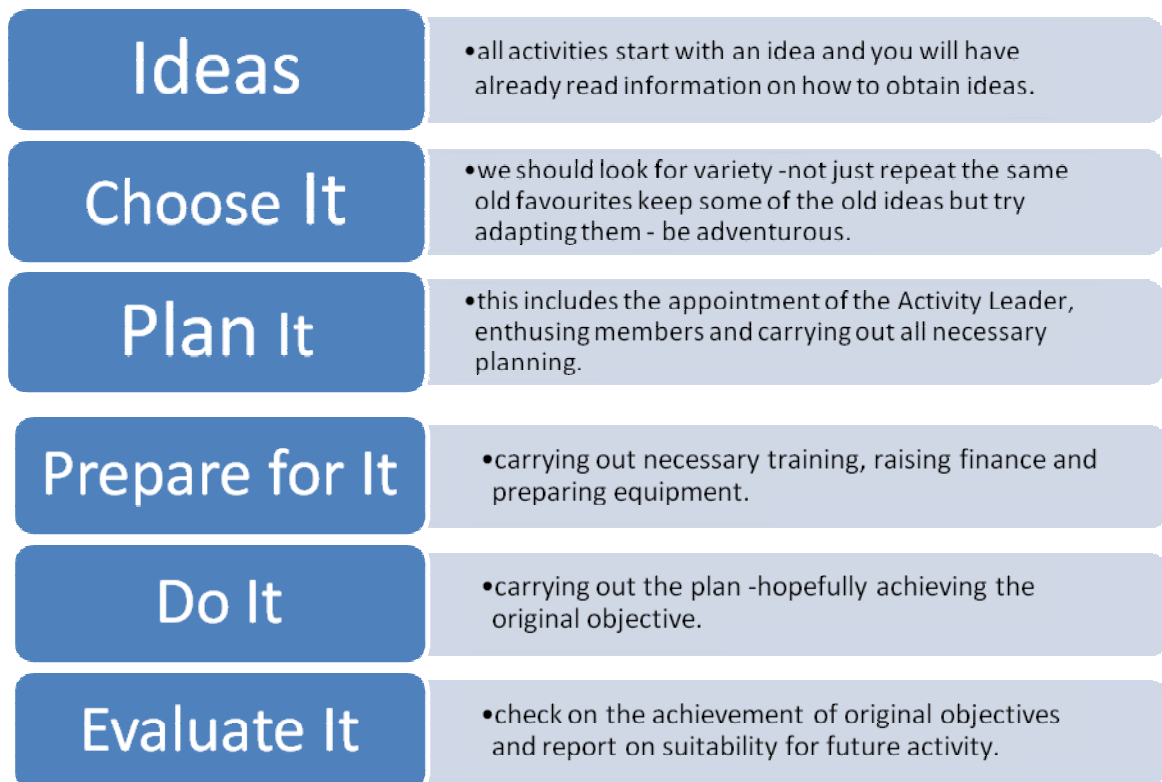 Ideas
•all activities start with an idea and you will have
already read information on how to obtain ideas.
Choose It
•we should look for variety -not just repeat the same
old favourites keep some of the old ideas but try
adapting them - be adventurous.
Plan It
•this includes the appointment of the Activity Leader,
enthusing members and carrying out all necessary
planning.
Prepare for It
•carrying out necessary training, raising finance and
preparing equipment.
Do It
•carrying out the plan -hopefully achieving the
original objective.
Evaluate It
•check on the achievement of original objectives
and report on suitability for future activity.